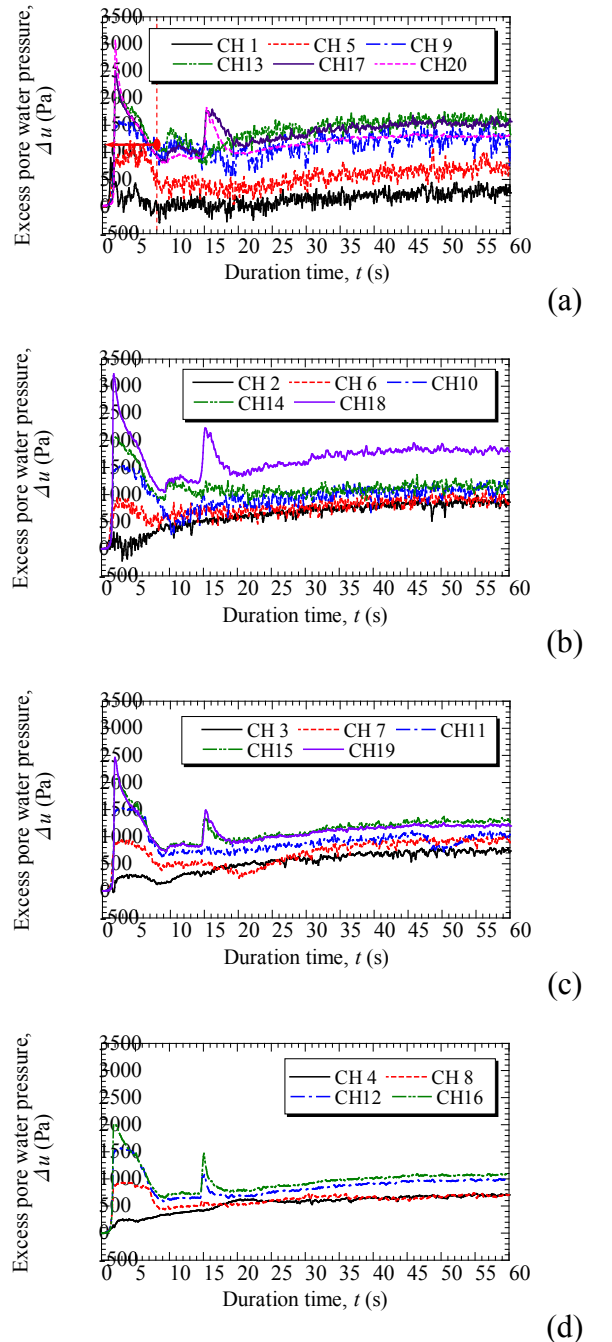 3500
3000
2500
2000
1500
1000
500
0
-500
Excess pore water pressure,
Δu (Pa)
CH 1 CH 5 CH 9
CH13 CH17 CH20
0 5 10 15 20 25 30 35 40 45 50 55 60
Duration time, t (s)
(a)
3500
3000
2500
2000
1500
1000
500
0
-500
Excess pore water pressure,
Δu (Pa)
CH 2 CH 6 CH10
CH14 CH18
0 5 10 15 20 25 30 35 40 45 50 55 60
Duration time, t (s)
(b)
3500
3000
2500
2000
1500
1000
500
0
-500
Excess pore water pressure,
Δu (Pa)
CH 3 CH 7 CH11
CH15 CH19
0 5 10 15 20 25 30 35 40 45 50 55 60
Duration time, t (s)
(c)
3500
3000
2500
2000
1500
1000
500
0
-500
Excess pore water pressure,
Δu (Pa)
CH 4 CH 8
CH12 CH16
0 5 10 15 20 25 30 35 40 45 50 55 60
Duration time, t (s)
(d)